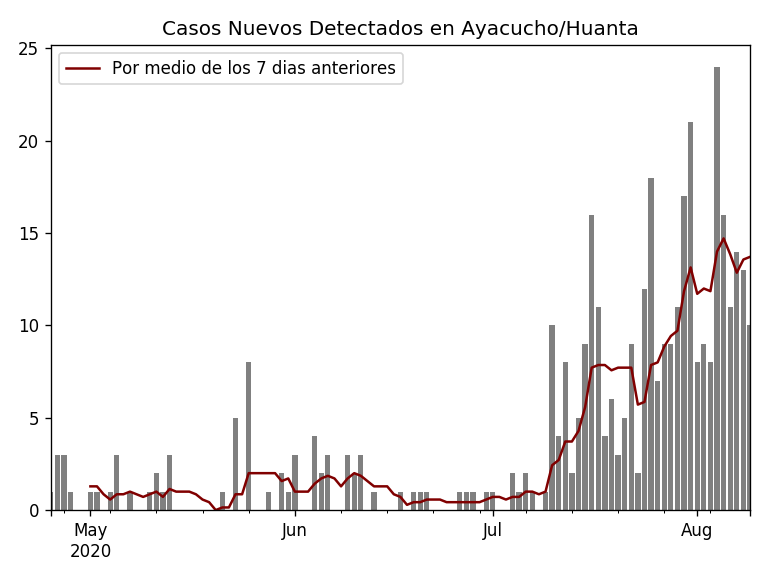 Casos Nuevos Detectados en Ayacucho/Huanta
Por medio de los 7 dias anteriores
25
20
15
10
5
0
May Jun Jul Aug
2020